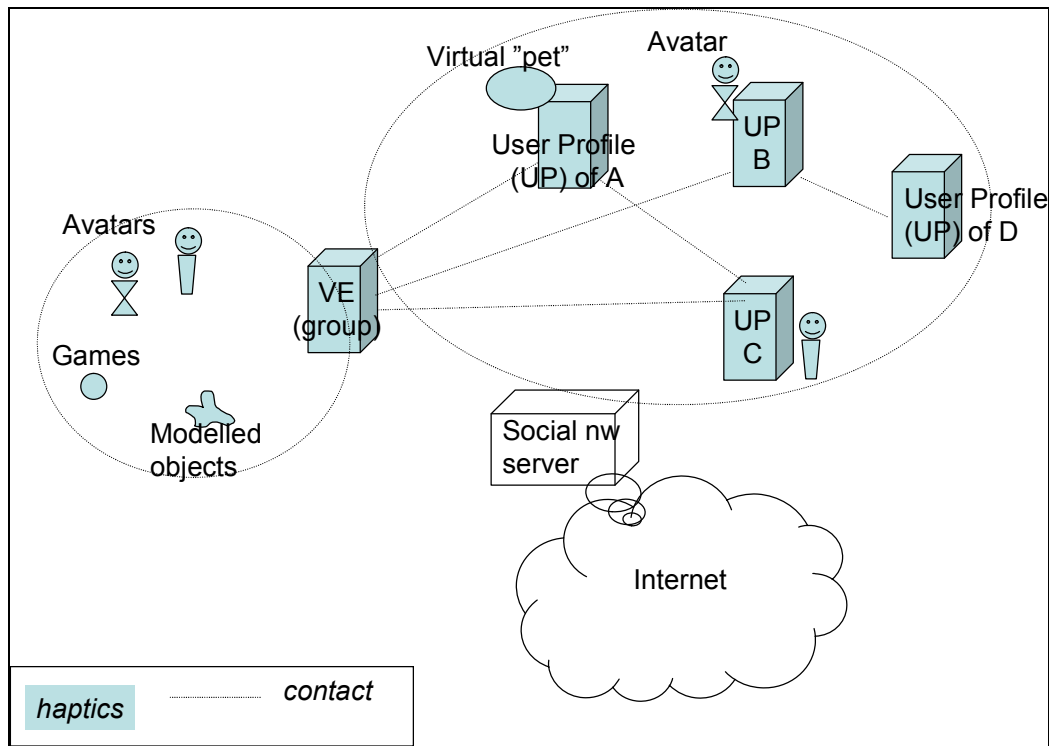 Virtual ”pet”
Avatar
User Profile
(UP) of A
UP
B
User Profile
(UP) of D
Avatars
VE
(group)
UP
C
Games
Modelled
objects
Social nw
server
Internet
haptics
contact